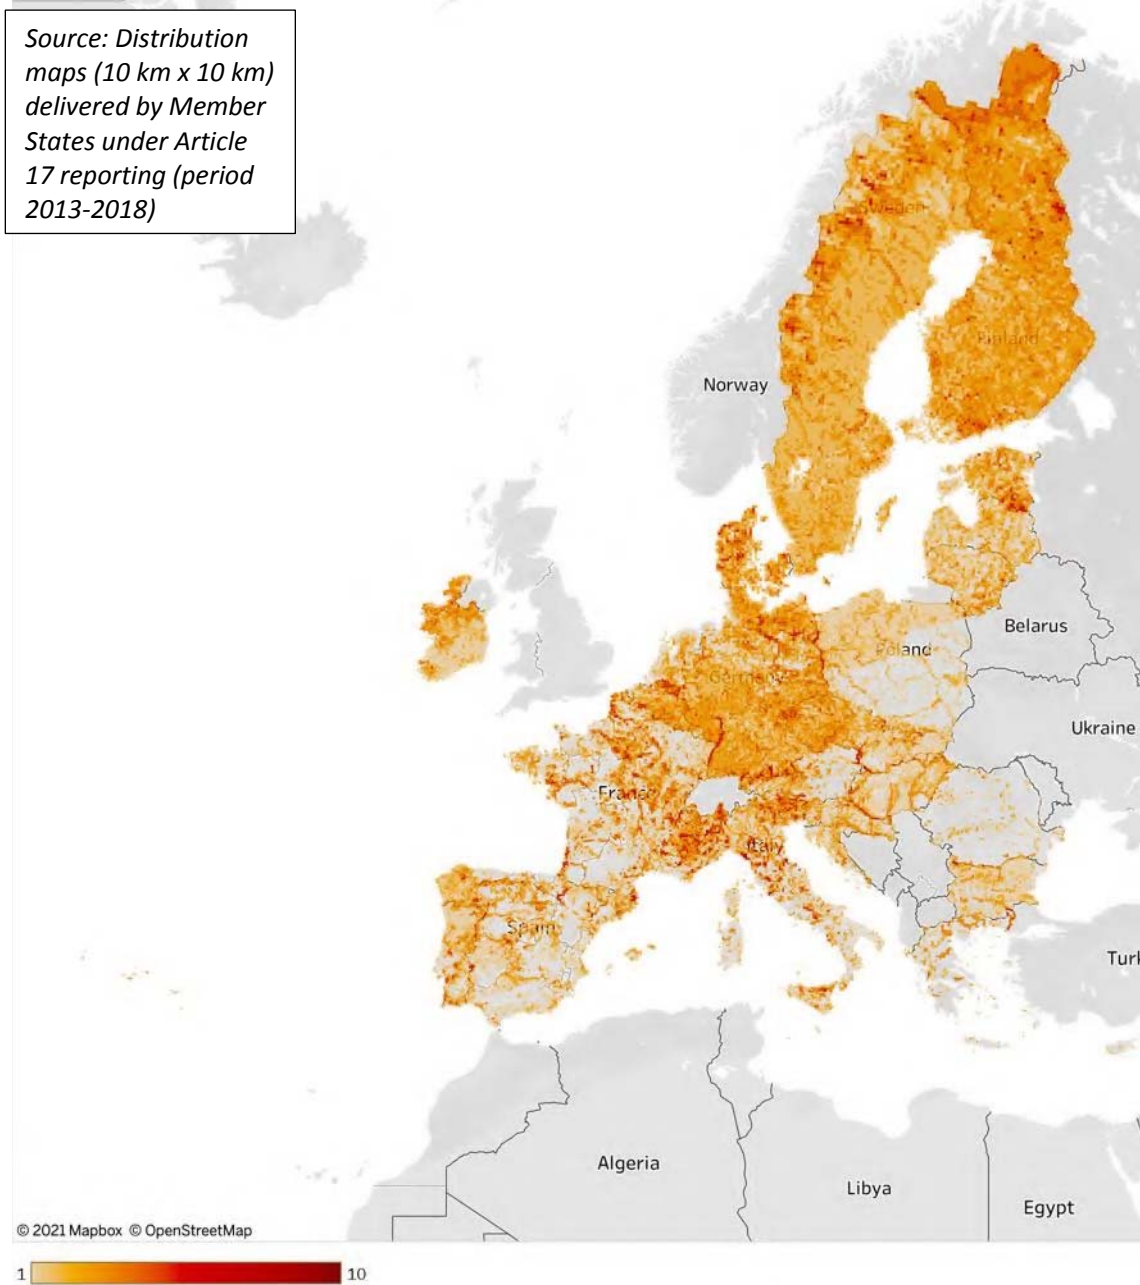 Source: Distribution
maps (10 km x 10 km)
delivered by Member
States under Article
17 reporting (period
2013-2018)
Sweden
Finland
Norway
Belarus
Poland
Germany
Ukraine
France
Italy
Spain
Turk
Algeria
Libya
Egypt
© 2021 Mapbox © OpenStreetMap
1 10